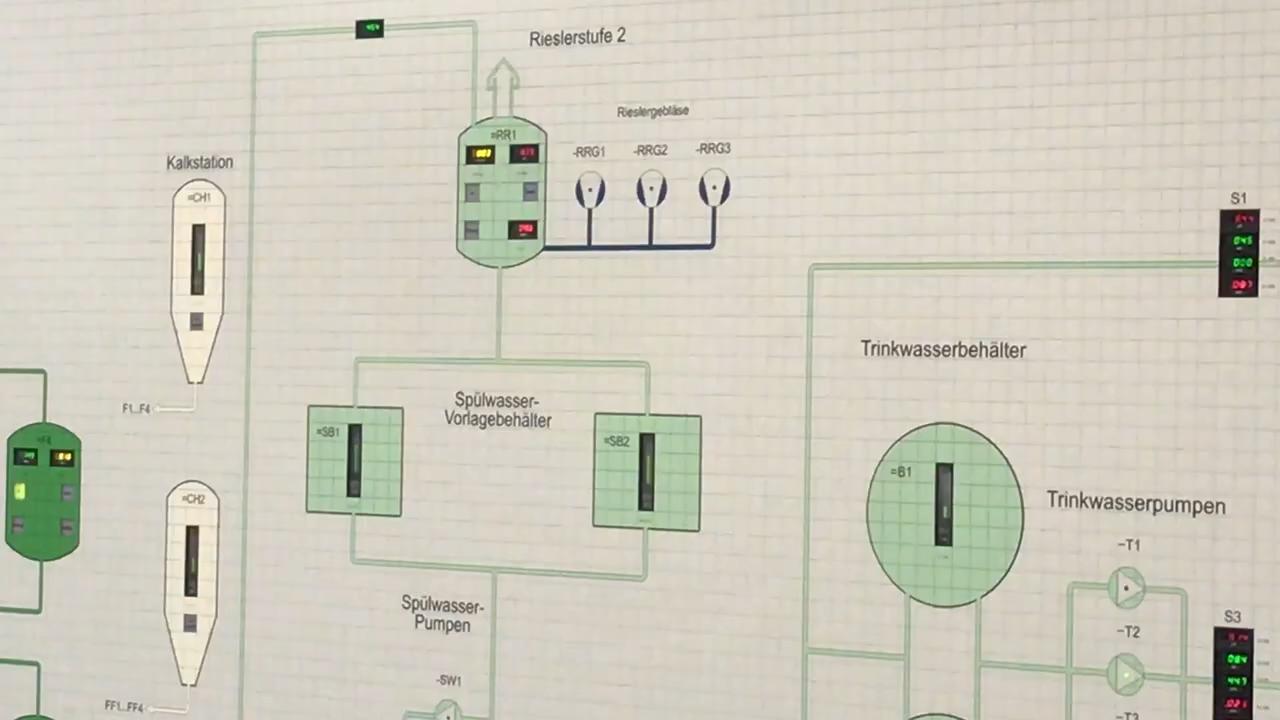 Rieslerstufe 2
Rieslergebläse
=RR1
-RRG1
-RRG2
-RRG3
Kalkstation
=CH1
S1
Trinkwasserbehälter
F1...F4
Spülwasser-
Vorlagebehälter
=SB1
=SB2
=B1
Trinkwasserpumpen
=CH2
-T1
Spülwasser-
Pumpen
S3
-T2
-SW1
FF1...FF4
-T3